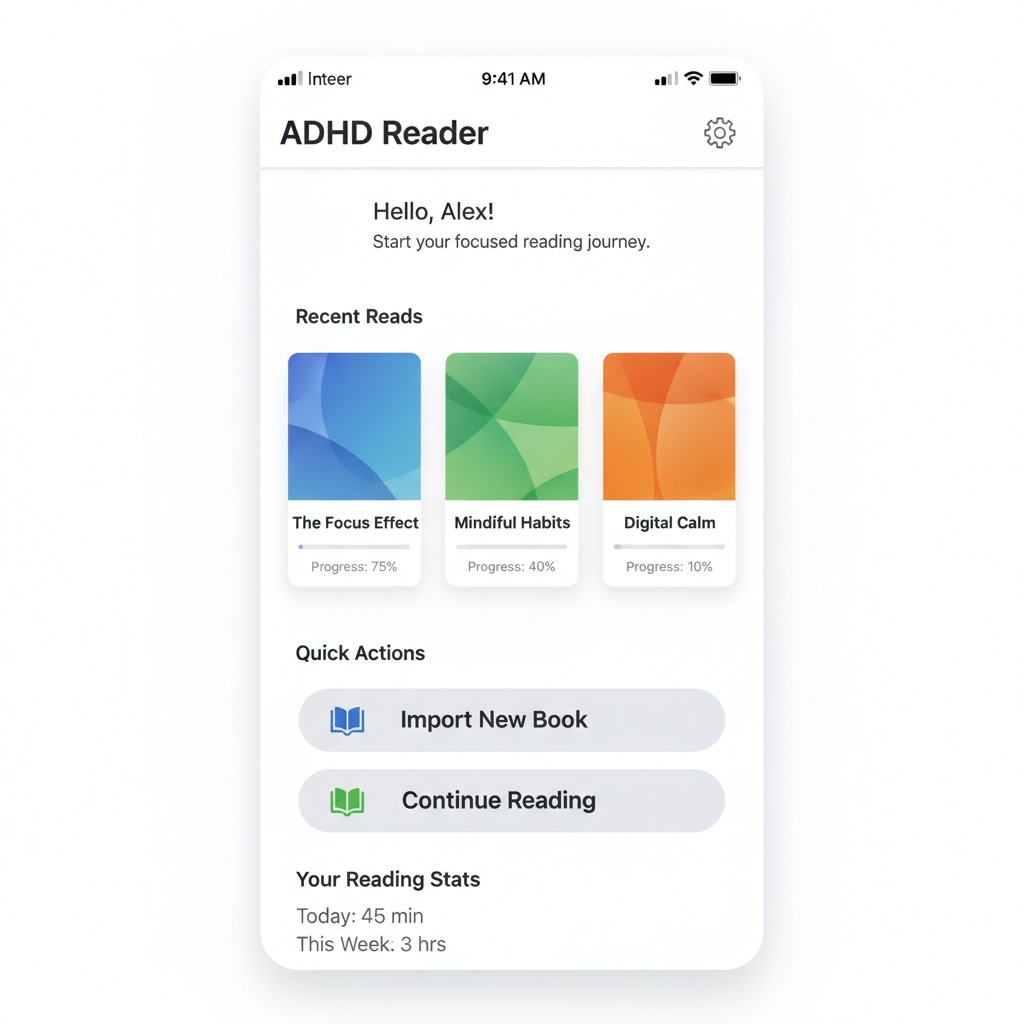 Inteer 9:41 AM
ADHD Reader
Hello, Alex!
Start your focused reading journey.
Recent Reads
The Focus Effect
Progress: 75%
Mindiful Habits
Progress: 40%
Digital Calm
Progress: 10%
Quick Actions
Import New Book
Continue Reading
Your Reading Stats
Today: 45 min
This Week. 3 hrs